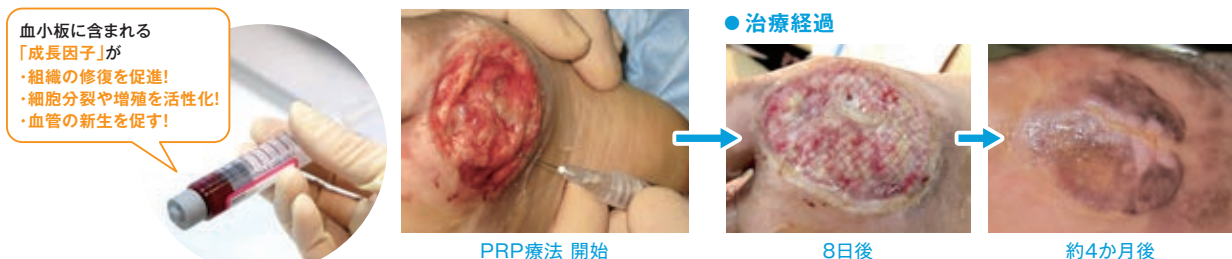 血小板に含まれる
「成長因子」が
・組織の修復を促進!
・細胞分裂や増殖を活性化!
・血管の新生を促す!
●治療経過
PRP療法 開始
8日後
約4か月後